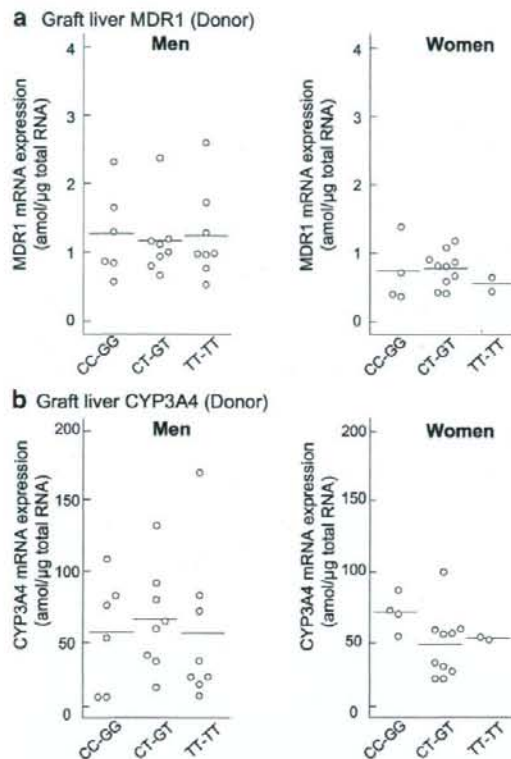 a Graft liver MDR1 (Donor)
Men
Women
MDR1 mRNA expression
(amol/µg total RNA)
4
3
2
1
0
CC-GG
CT-GT
TT-TT
MDR1 mRNA expression
(amol/µg total RNA)
4
3
2
1
0
CC-GG
CT-GT
TT-TT
b Graft liver CYP3A4 (Donor)
Men
Women
CYP3A4 mRNA expression
(amol/µg total RNA)
200
150
100
50
0
CC-GG
CT-GT
TT-TT
CYP3A4 mRNA expression
(amol/µg total RNA)
200
150
100
50
0
CC-GG
CT-GT
TT-TT